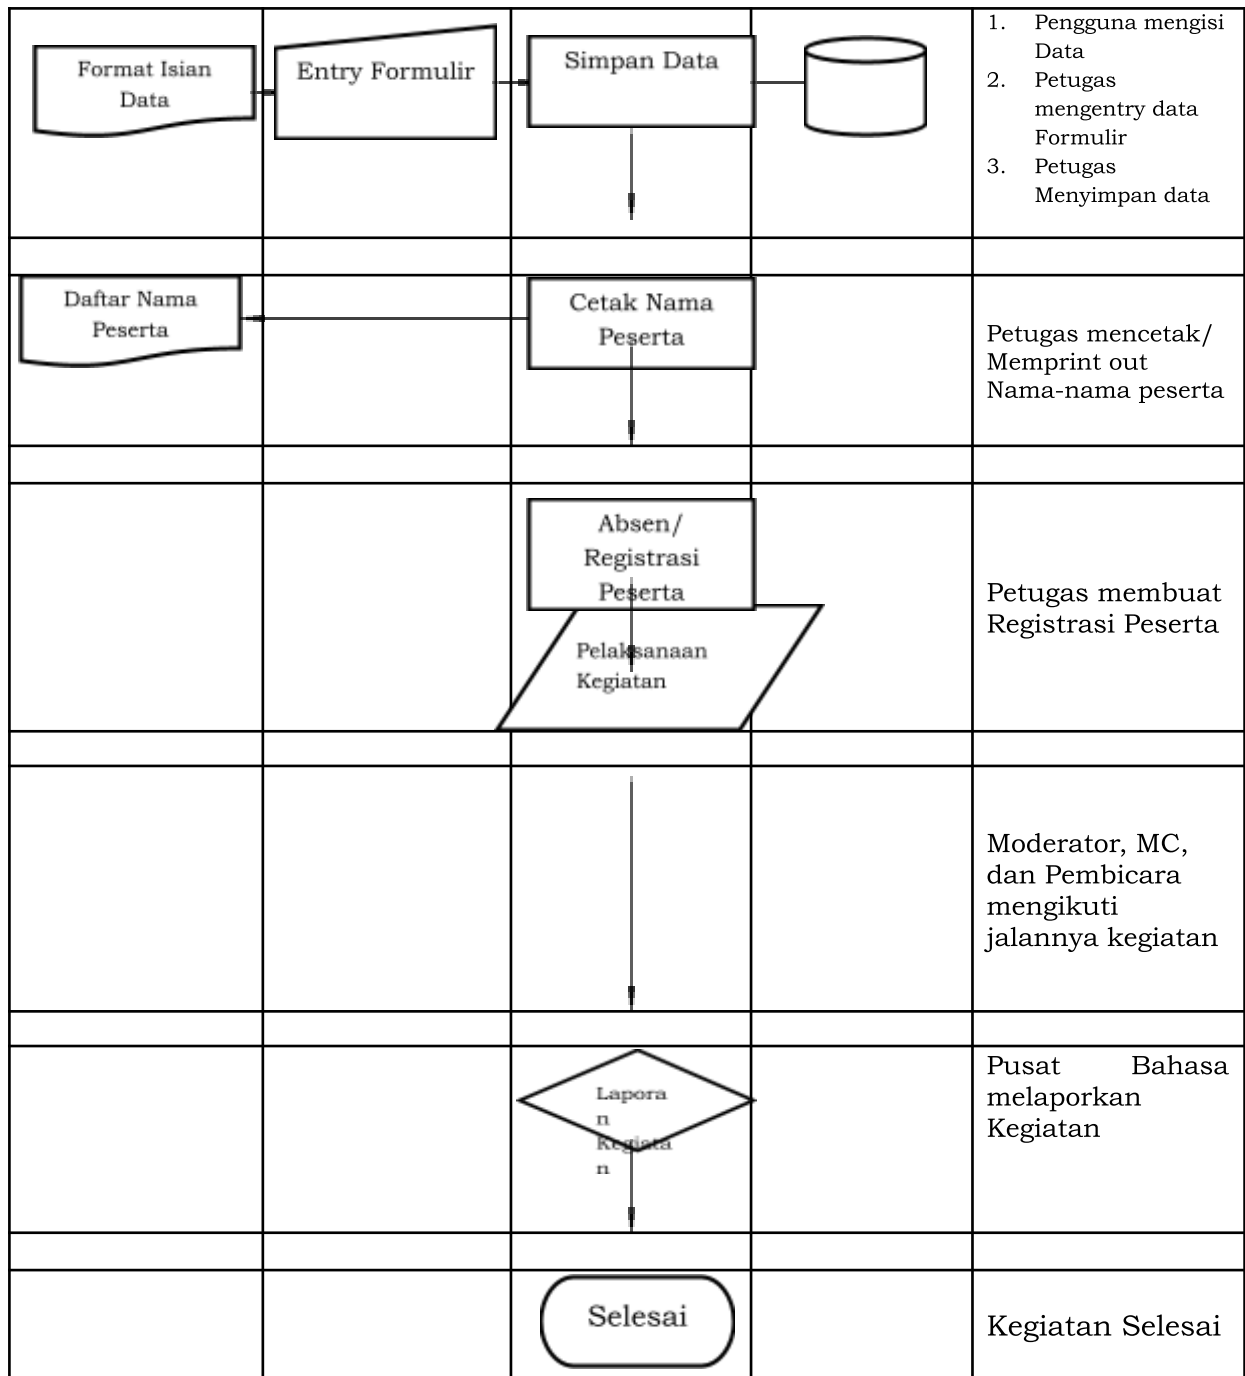 Format Isian
Data
Entry Formulir
Simpan Data
1. Pengguna mengisi
Data
2. Petugas
mengentry data
Formulir
3. Petugas
Menyimpan data
Daftar Nama
Peserta
Cetak Nama
Peserta
Petugas mencetak/
Memprint out
Nama-nama peserta
Absen/
Registrasi
Peserta
Pelaksanaan
Kegiatan
Petugas membuat
Registrasi Peserta
Moderator, MC,
dan Pembicara
mengikuti
jalannya kegiatan
Lapora
n
Kegiata
n
Pusat Bahasa
melaporkan
Kegiatan
Selesai
Kegiatan Selesai